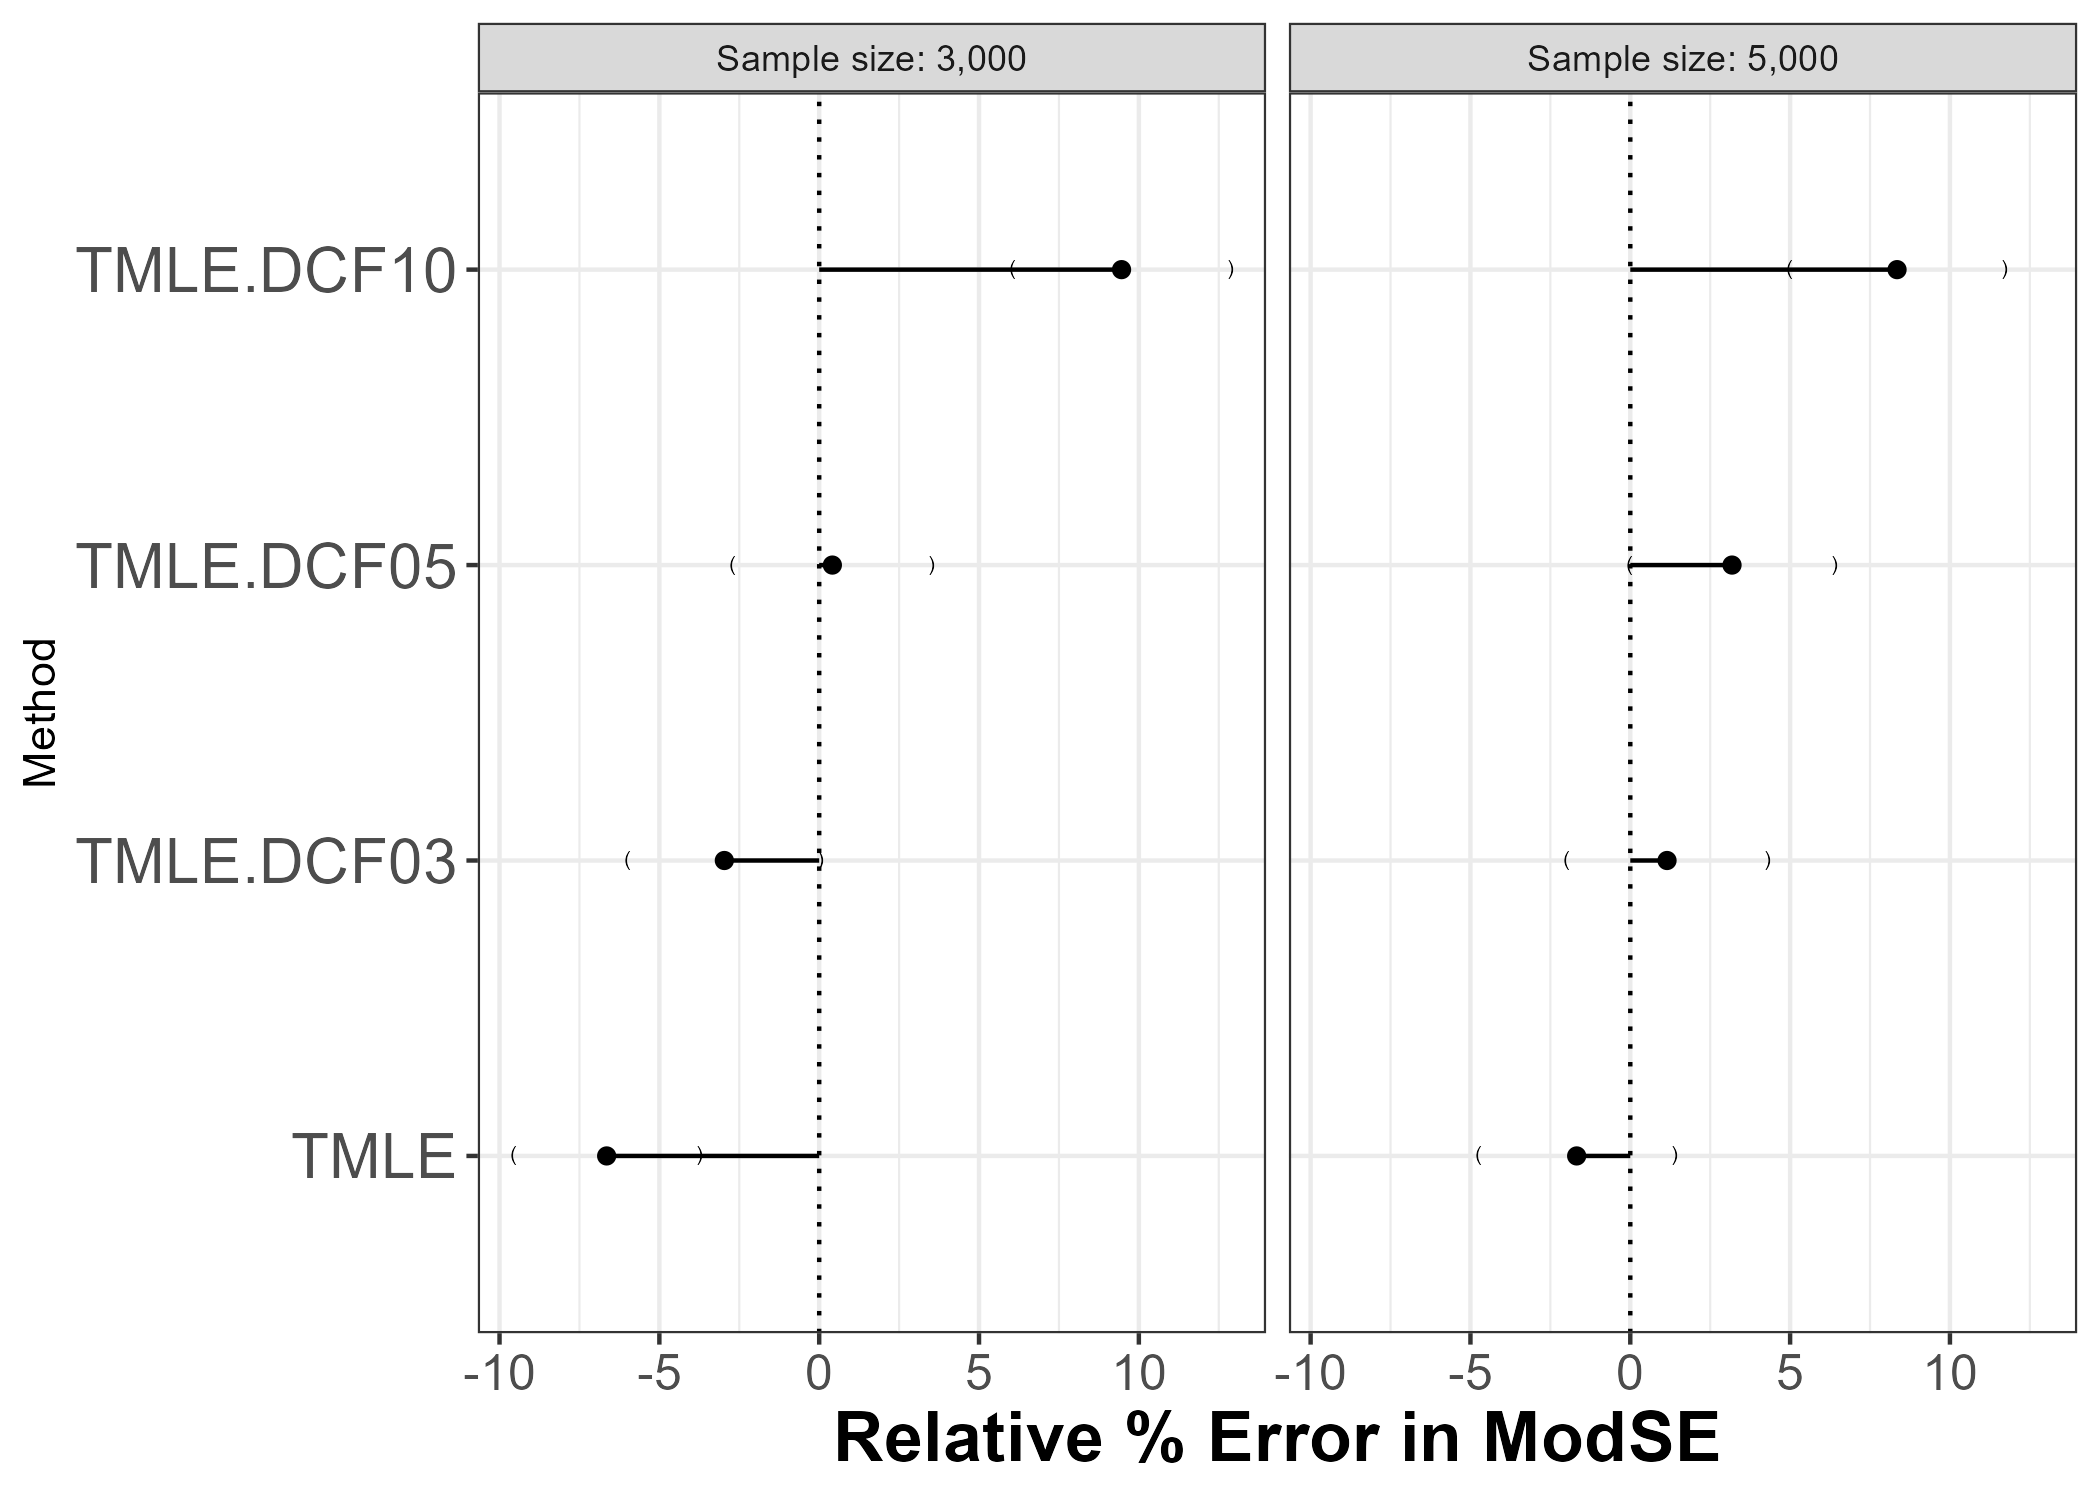 Sample size: 3,000
Sample size: 5,000
TMLE.DCF10
( )
( )
TMLE.DCF05
( )
( )
TMLE.DCF03
( )
( )
TMLE
( )
( )
Method
-10 -5 0 5 10
-10 -5 0 5 10
Relative % Error in ModSE